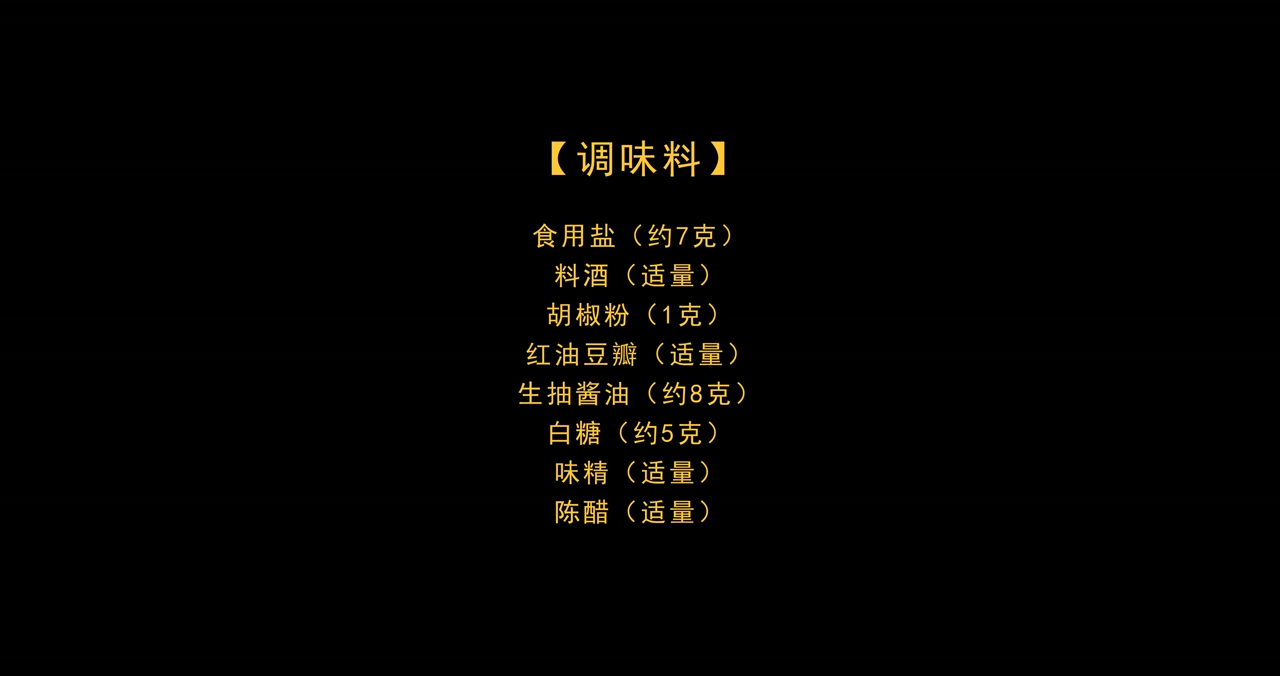 【调味料】
食用盐（约7克）
料酒（适量）
胡椒粉（1克）
红油豆瓣（适量）
生抽酱油（约8克）
白糖（约5克）
味精（适量）
陈醋（适量）